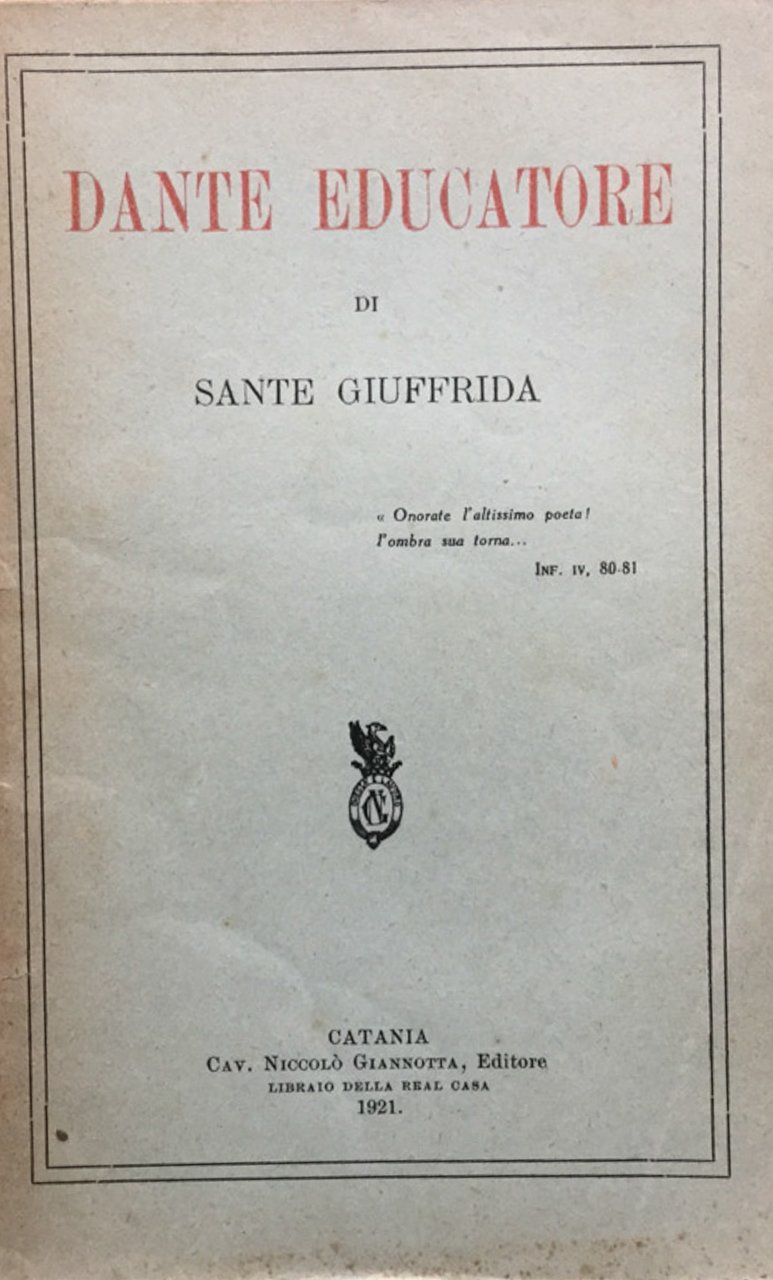 DANTE EDUCATORE
DI
SANTE GIUFFRIDA
« Onorate l'altissimo poeta!
l'ombra sua torna...
INF. IV, 80-81
CATANIA
CAV. NICCOLÒ GIANNOTTA, Editore
LIBRAIO DELLA REAL CASA
1921.